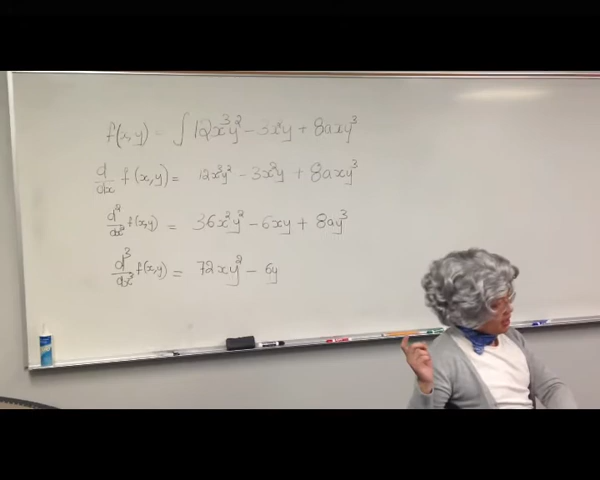 f(x,y) = ∫ 12x³y² - 3x²y + 8axy³
d/dx f(x,y) = 12x³y² - 3x²y + 8axy³
d²/dx² f(x,y) = 36x²y² - 6xy + 8ay³
d³/dx³ f(x,y) = 72xy² - 6y